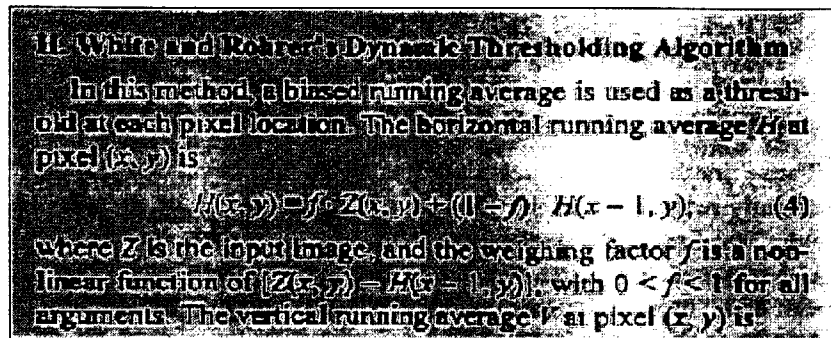 H. White and Rohrer's Dynamic Thresholding Algorithm
In this method, a biased running average is used as a thresh-
old at each pixel location. The horizontal running average H at
pixel (x, y) is
H(x, y) = f · Z(x, y) + (1 − f) · H(x − 1, y), (4)
where Z is the input image, and the weighing factor f is a non-
linear function of [Z(x, y) − H(x − 1, y)], with 0 < f < 1 for all
arguments. The vertical running average V at pixel (x, y) is